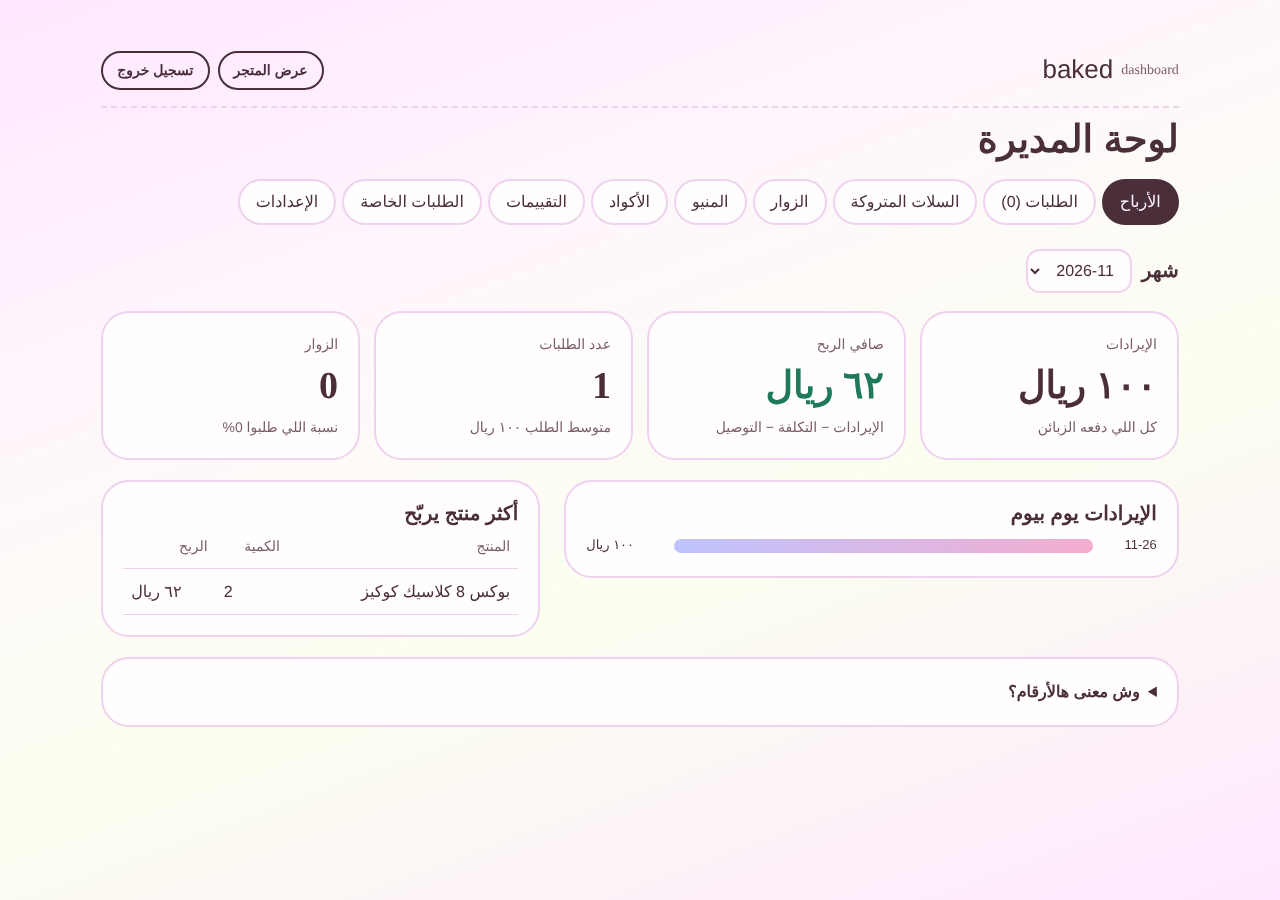 baked dashboard
عرض المتجر
تسجيل خروج
لوحة المديرة
الأرباح
الطلبات (0)
السلات المتروكة
الزوار
المنيو
الأكواد
التقييمات
الطلبات الخاصة
الإعدادات
شهر
2026-11
الإيرادات
١٠٠ ريال
كل اللي دفعه الزبائن
صافي الربح
٦٢ ريال
الإيرادات − التكلفة − التوصيل
عدد الطلبات
1
متوسط الطلب ١٠٠ ريال
الزوار
0
نسبة اللي طلبوا 0%
الإيرادات يوم بيوم
11-26
١٠٠ ريال
أكثر منتج يربّح
المنتج الكمية الربح
بوكس 8 كلاسيك كوكيز 2 ٦٢ ريال
وش معنى هالأرقام؟